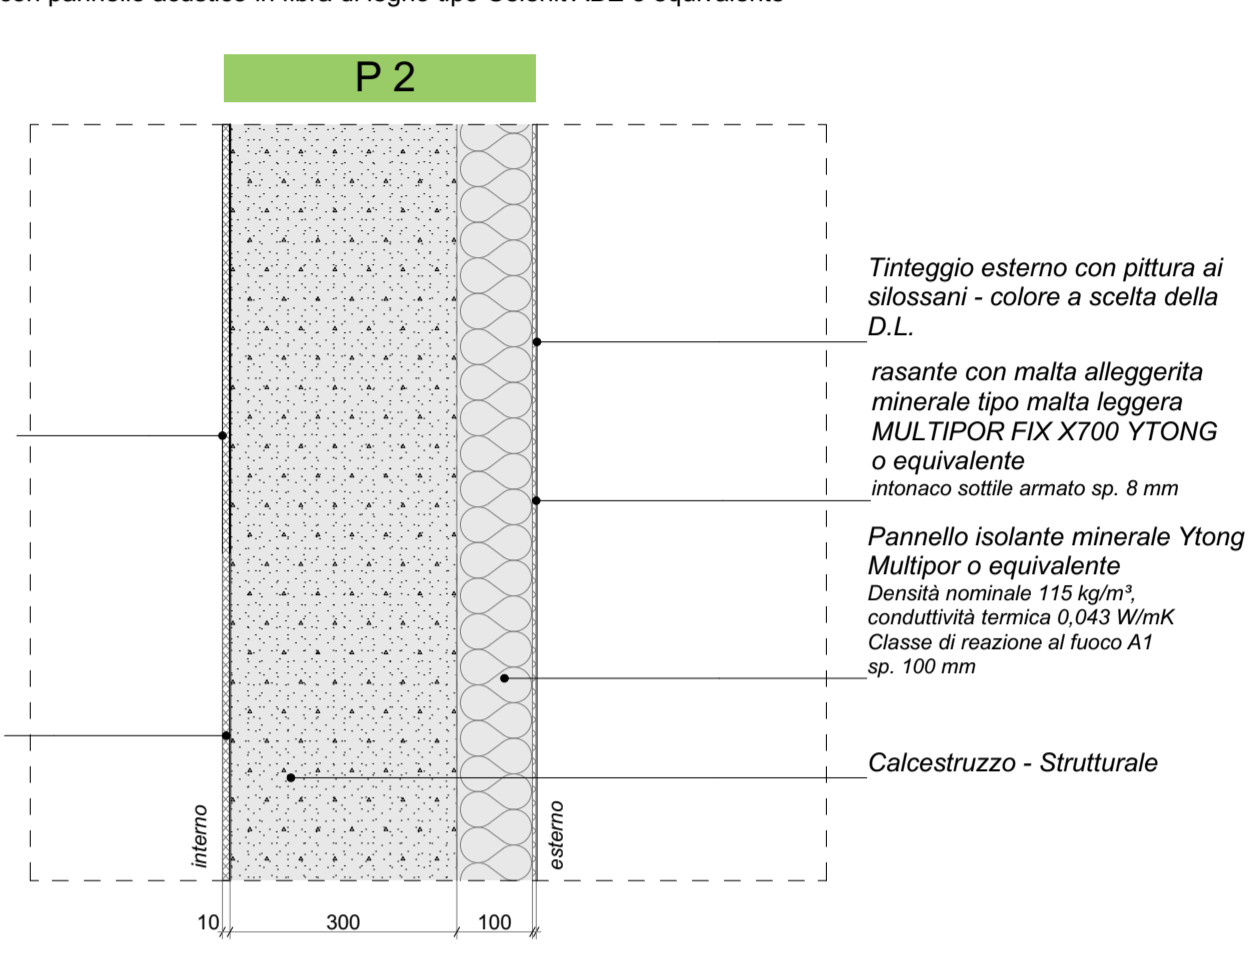 P 2
Tinteggio esterno con pittura ai
silossani - colore a scelta della
D.L.
rasante con malta alleggerita
minerale tipo malta leggera
MULTIPOR FIX X700 YTONG
o equivalente
intonaco sottile armato sp. 8 mm
Pannello isolante minerale Ytong
Multipor o equivalente
Densità nominale 115 kg/m³,
conduttività termica 0,043 W/mK
Classe di reazione al fuoco A1
sp. 100 mm
Calcestruzzo - Strutturale
interno
esterno
10 300 100